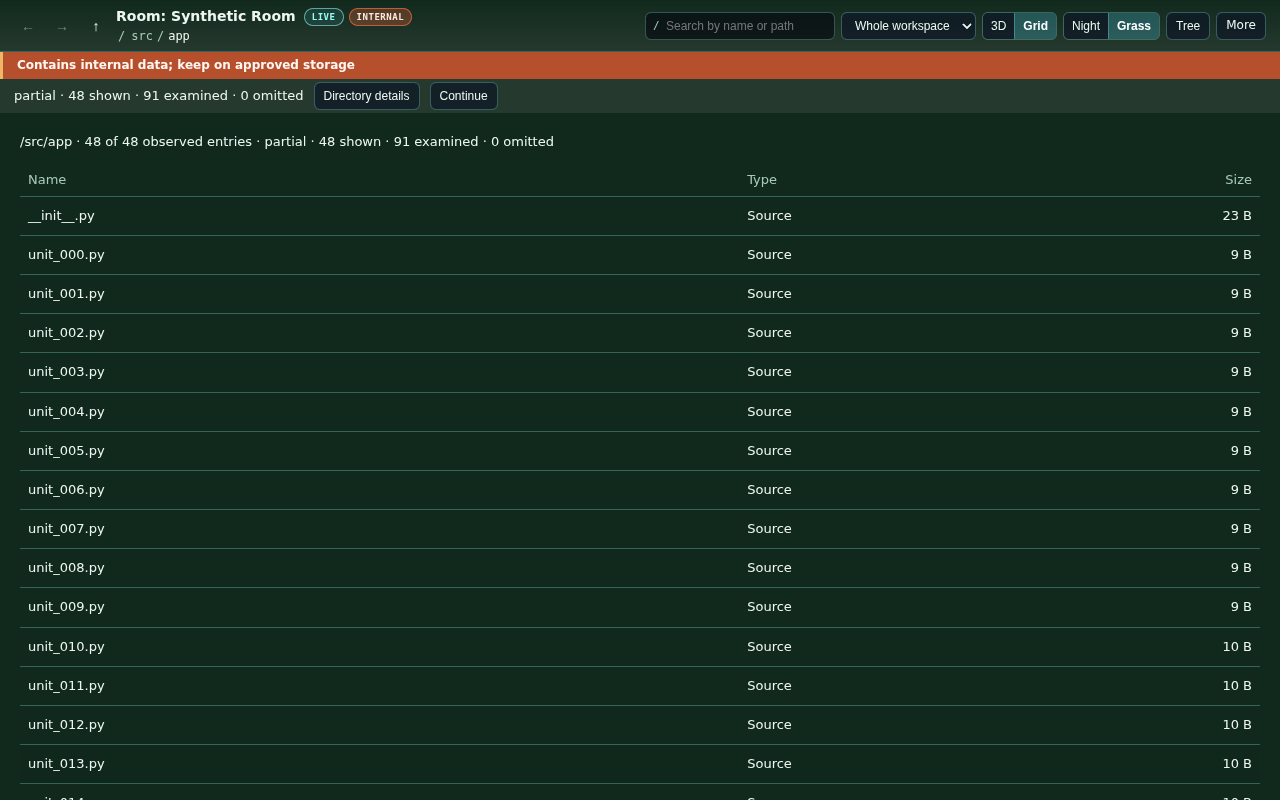 ← → ↑ Room: Synthetic Room LIVE INTERNAL
/ src / app
/ Search by name or path Whole workspace 3D Grid Night Grass Tree More
Contains internal data; keep on approved storage
partial · 48 shown · 91 examined · 0 omitted Directory details Continue
/src/app · 48 of 48 observed entries · partial · 48 shown · 91 examined · 0 omitted
Name Type Size
__init__.py Source 23 B
unit_000.py Source 9 B
unit_001.py Source 9 B
unit_002.py Source 9 B
unit_003.py Source 9 B
unit_004.py Source 9 B
unit_005.py Source 9 B
unit_006.py Source 9 B
unit_007.py Source 9 B
unit_008.py Source 9 B
unit_009.py Source 9 B
unit_010.py Source 10 B
unit_011.py Source 10 B
unit_012.py Source 10 B
unit_013.py Source 10 B